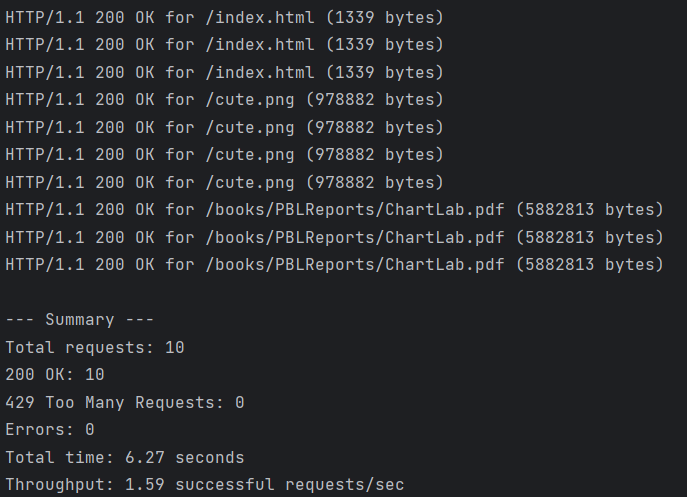 HTTP/1.1 200 OK for /index.html (1339 bytes)
HTTP/1.1 200 OK for /index.html (1339 bytes)
HTTP/1.1 200 OK for /index.html (1339 bytes)
HTTP/1.1 200 OK for /cute.png (978882 bytes)
HTTP/1.1 200 OK for /cute.png (978882 bytes)
HTTP/1.1 200 OK for /cute.png (978882 bytes)
HTTP/1.1 200 OK for /cute.png (978882 bytes)
HTTP/1.1 200 OK for /books/PBLReports/ChartLab.pdf (5882813 bytes)
HTTP/1.1 200 OK for /books/PBLReports/ChartLab.pdf (5882813 bytes)
HTTP/1.1 200 OK for /books/PBLReports/ChartLab.pdf (5882813 bytes)
--- Summary ---
Total requests: 10
200 OK: 10
429 Too Many Requests: 0
Errors: 0
Total time: 6.27 seconds
Throughput: 1.59 successful requests/sec